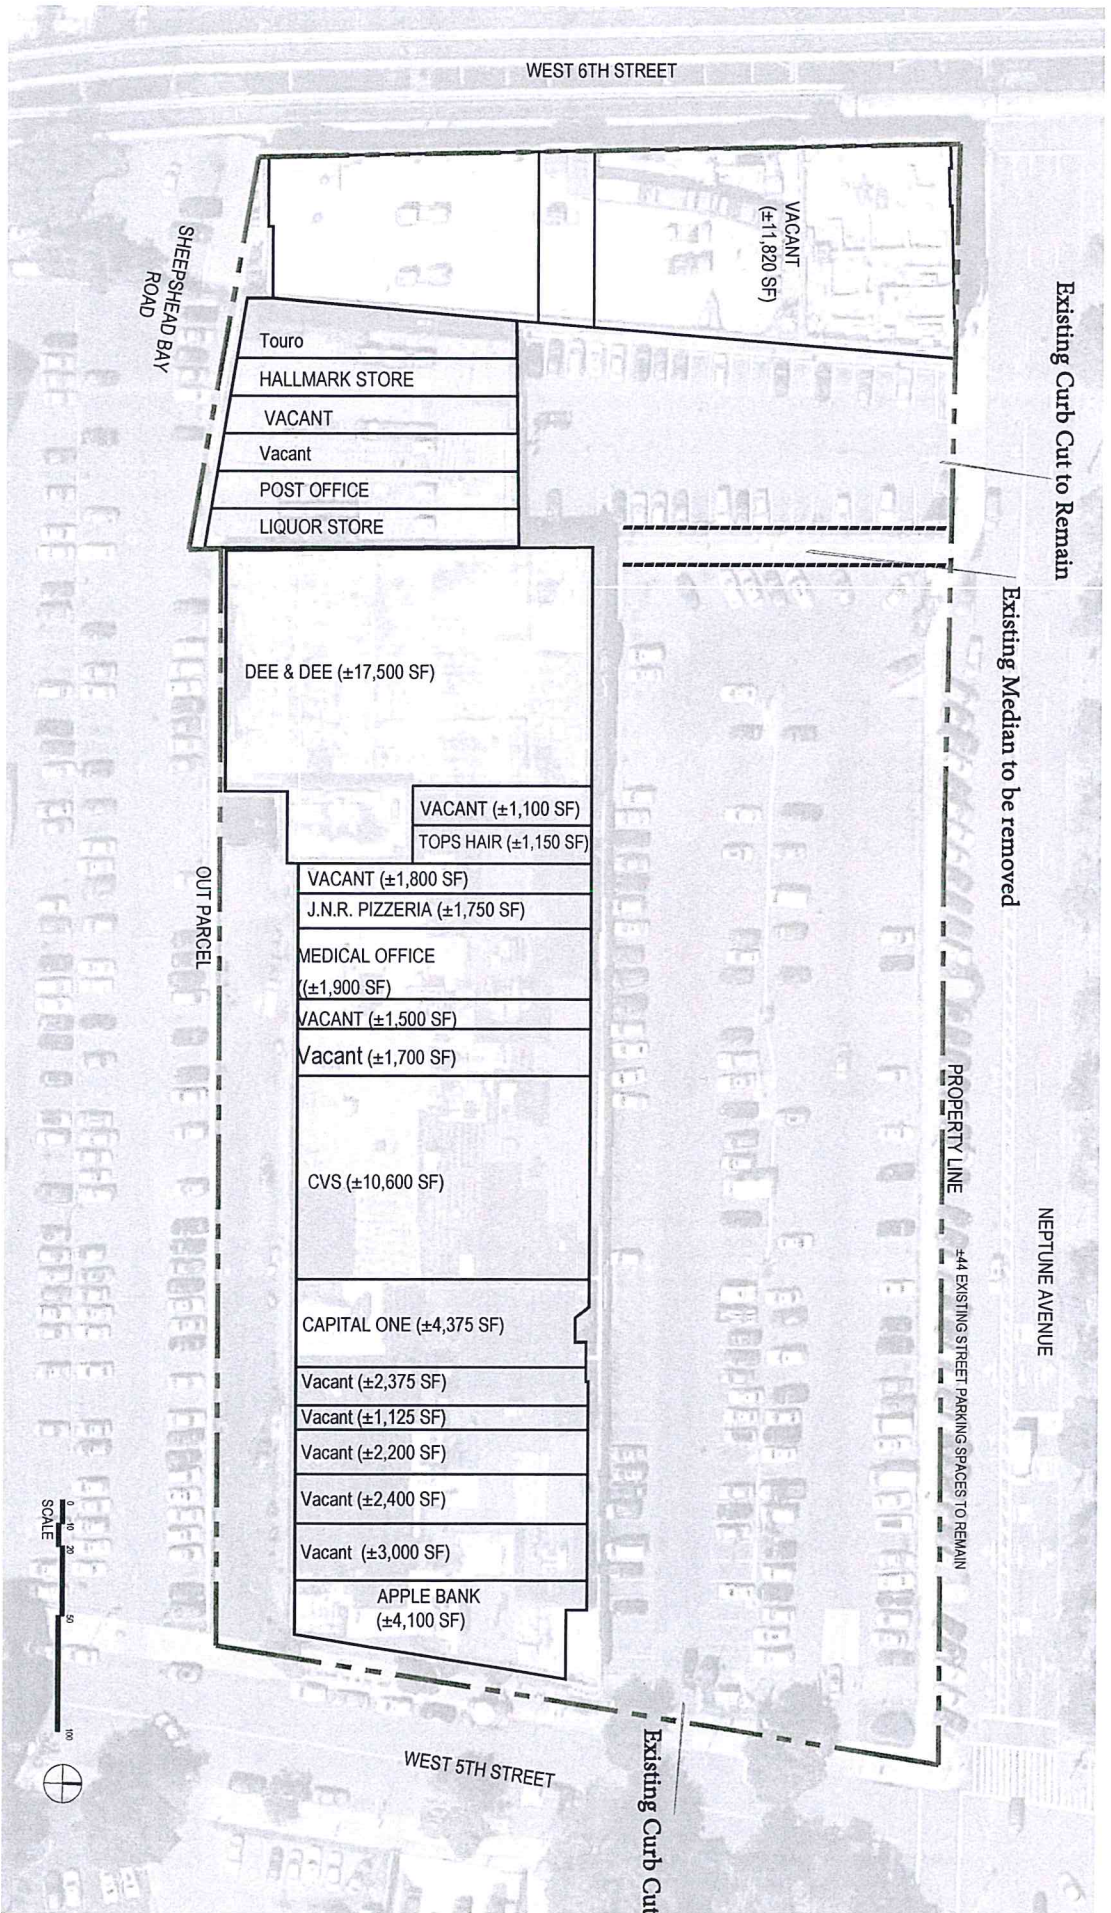 WEST 6TH STREET
VACANT
(±11,820 SF)
SHEEPSHEAD BAY
ROAD
Existing Curb Cut to Remain
Touro
HALLMARK STORE
VACANT
Vacant
POST OFFICE
LIQUOR STORE
Existing Median to be removed
DEE & DEE (±17,500 SF)
VACANT (±1,100 SF)
TOPS HAIR (±1,150 SF)
VACANT (±1,800 SF)
J.N.R. PIZZERIA (±1,750 SF)
OUT PARCEL
MEDICAL OFFICE
((±1,900 SF)
VACANT (±1,500 SF)
Vacant (±1,700 SF)
PROPERTY LINE
CVS (±10,600 SF)
NEPTUNE AVENUE
±44 EXISTING STREET PARKING SPACES TO REMAIN
CAPITAL ONE (±4,375 SF)
Vacant (±2,375 SF)
Vacant (±1,125 SF)
Vacant (±2,200 SF)
Vacant (±2,400 SF)
Vacant (±3,000 SF)
APPLE BANK
(±4,100 SF)
0 10 20 50 100
SCALE
WEST 5TH STREET
Existing Curb Cut